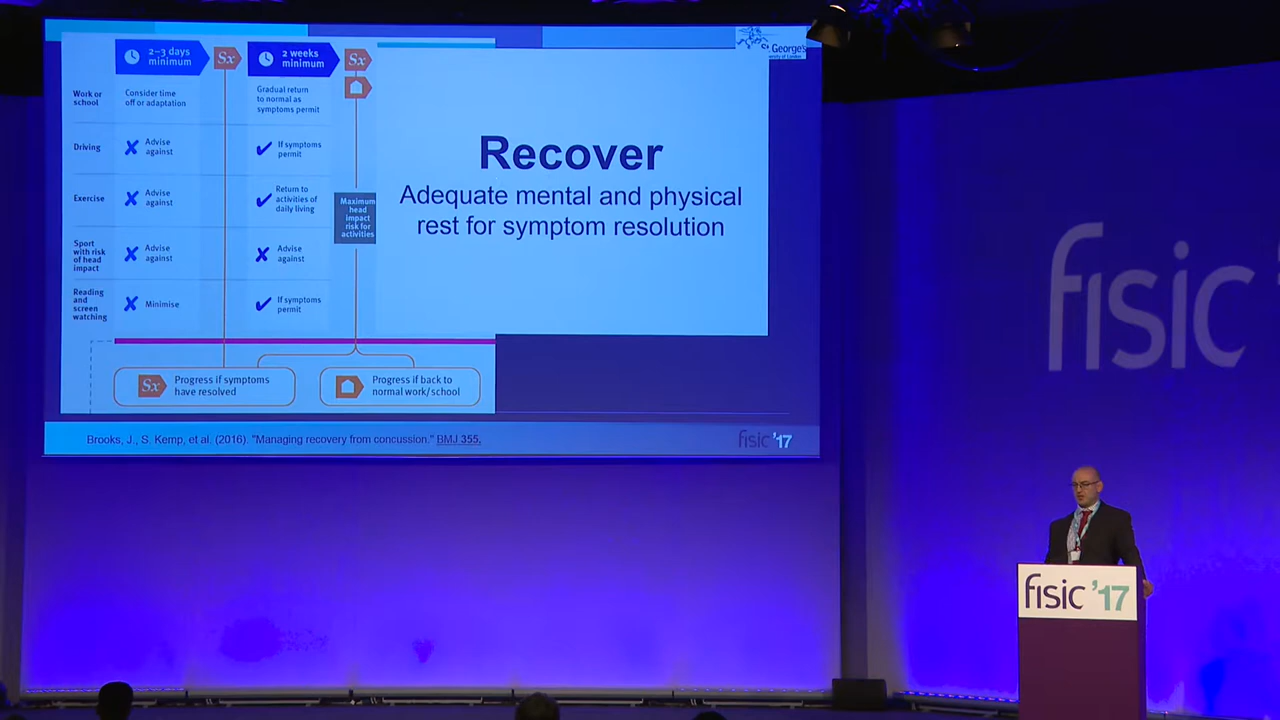 2–3 days
minimum
Sx
2 weeks
minimum
Sx
St George's
University of London
Work or
school
Consider time
off or adaptation
Gradual return
to normal as
symptoms permit
Driving
Advise
against
If symptoms
permit
Exercise
Advise
against
Return to
activities of
daily living
Maximum
head
impact
risk for
activities
Sport
with risk
of head
impact
Advise
against
Advise
against
Reading
and
screen
watching
Minimise
If symptoms
permit
Sx
Progress if symptoms
have resolved
Progress if back to
normal work/school
Recover
Adequate mental and physical
rest for symptom resolution
Brooks, J., S. Kemp, et al. (2016). "Managing recovery from concussion." BMJ 355.
fisic '17
fisic '
fisic '17